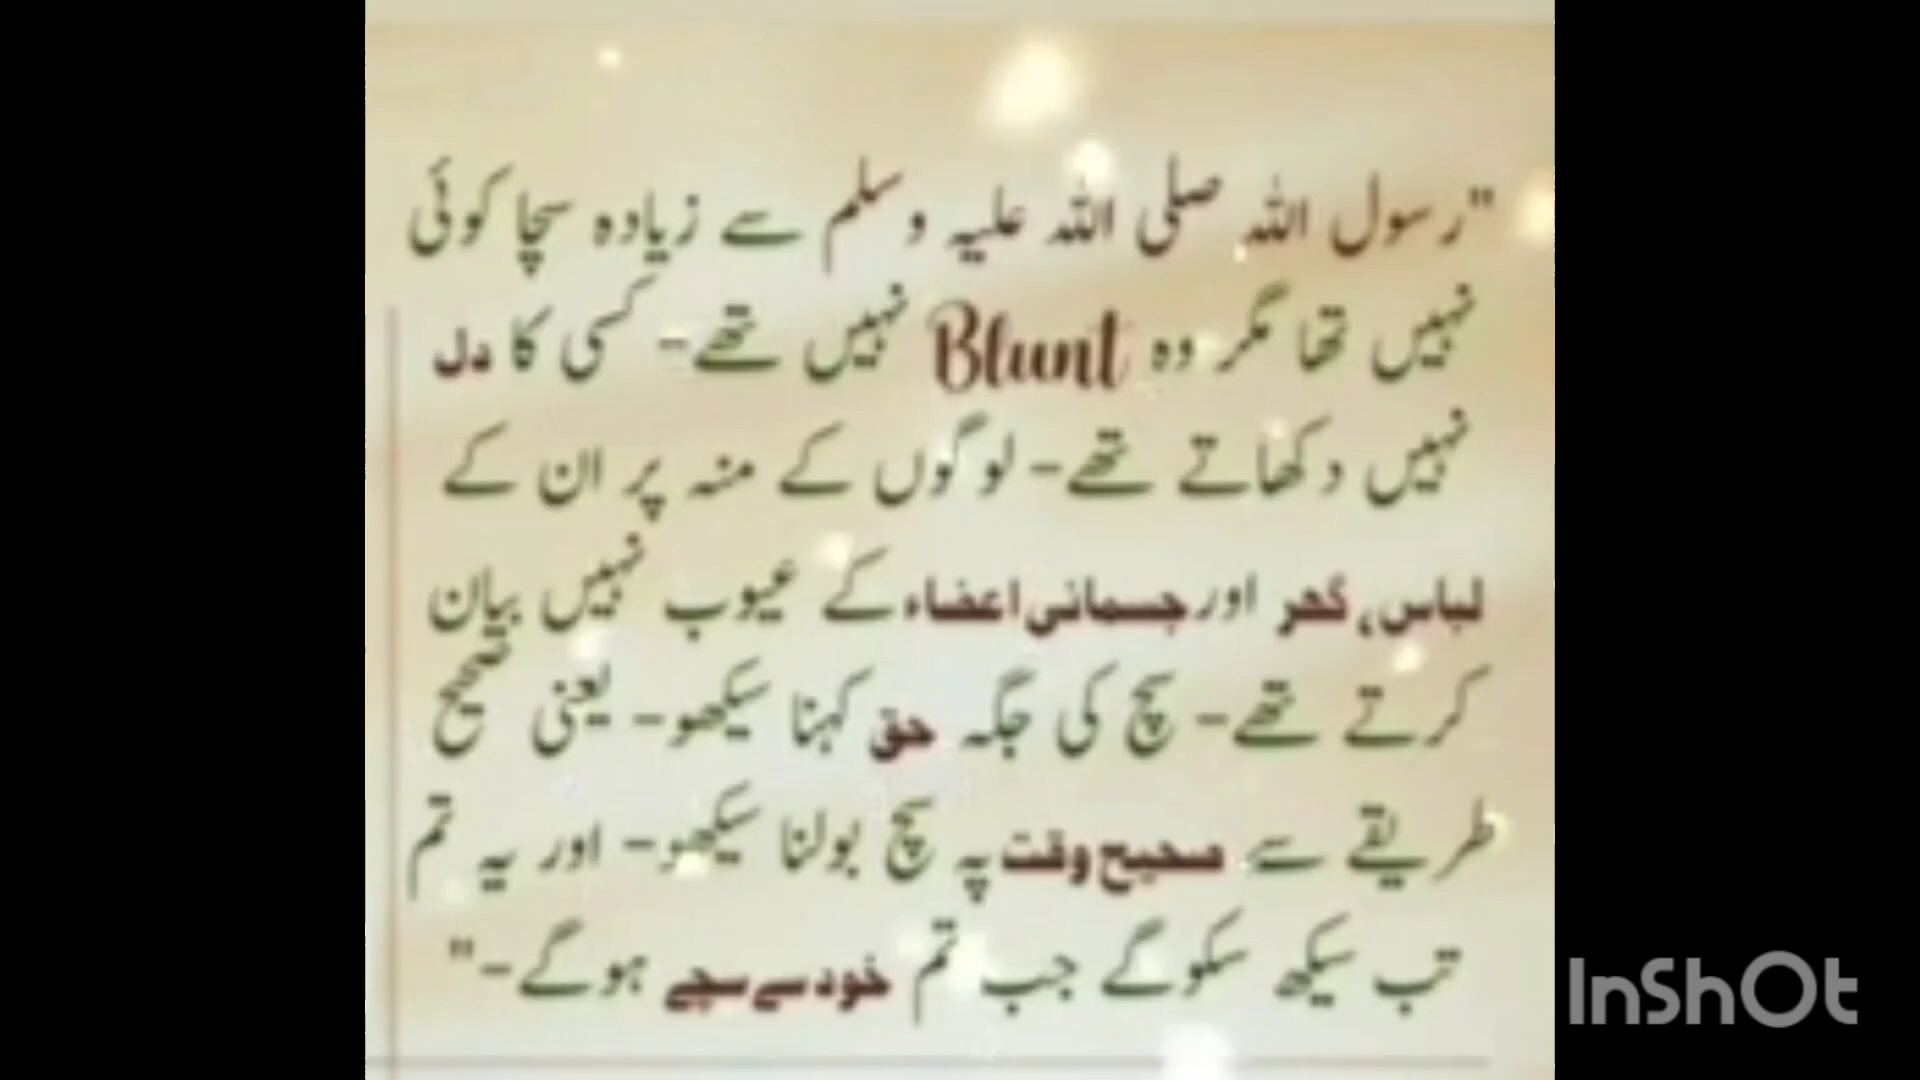 "رسول اللہ صلی اللہ علیہ وسلم سے زیادہ سچا کوئی
نہیں تھا مگر وہ Blunt نہیں تھے- کسی کا دل
نہیں دکھاتے تھے- لوگوں کے منہ پر ان کے
لباس، گھر اور جسمانی اعضاء کے عیوب نہیں بیان
کرتے تھے- سچ کی جگہ حق کہنا سیکھو- یعنی صحیح
طریقے سے صحیح وقت پہ سچ بولنا سیکھو- اور یہ تم
تب سیکھ سکو گے جب تم خود سے سچے ہو گے-"
InShOt